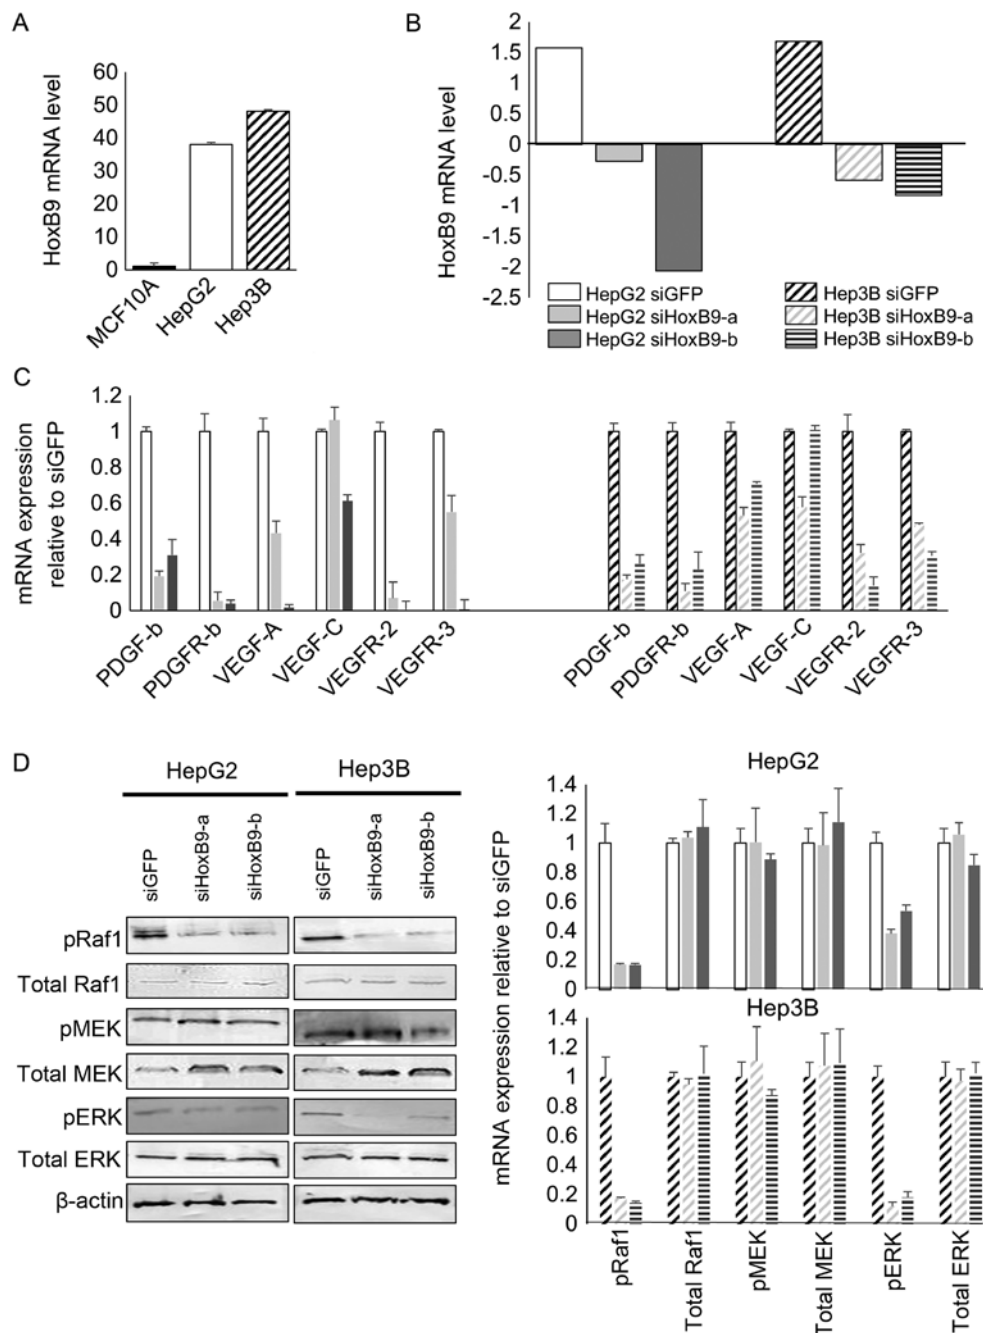 A
HoxB9 mRNA level
60
50
40
30
20
10
0
MCF10A
HepG2
Hep3B
B
HoxB9 mRNA level
2
1.5
1
0.5
0
-0.5
-1
-1.5
-2
-2.5
HepG2 siGFP
HepG2 siHoxB9-a
HepG2 siHoxB9-b
Hep3B siGFP
Hep3B siHoxB9-a
Hep3B siHoxB9-b
C
mRNA expression
relative to siGFP
1.2
1
0.8
0.6
0.4
0.2
0
PDGF-b
PDGFR-b
VEGF-A
VEGF-C
VEGFR-2
VEGFR-3
PDGF-b
PDGFR-b
VEGF-A
VEGF-C
VEGFR-2
VEGFR-3
D
HepG2
Hep3B
siGFP
siHoxB9-a
siHoxB9-b
siGFP
siHoxB9-a
siHoxB9-b
pRaf1
Total Raf1
pMEK
Total MEK
pERK
Total ERK
β-actin
mRNA expression relative to siGFP
HepG2
1.4
1.2
1
0.8
0.6
0.4
0.2
0
Hep3B
1.4
1.2
1
0.8
0.6
0.4
0.2
0
pRaf1
Total Raf1
pMEK
Total MEK
pERK
Total ERK